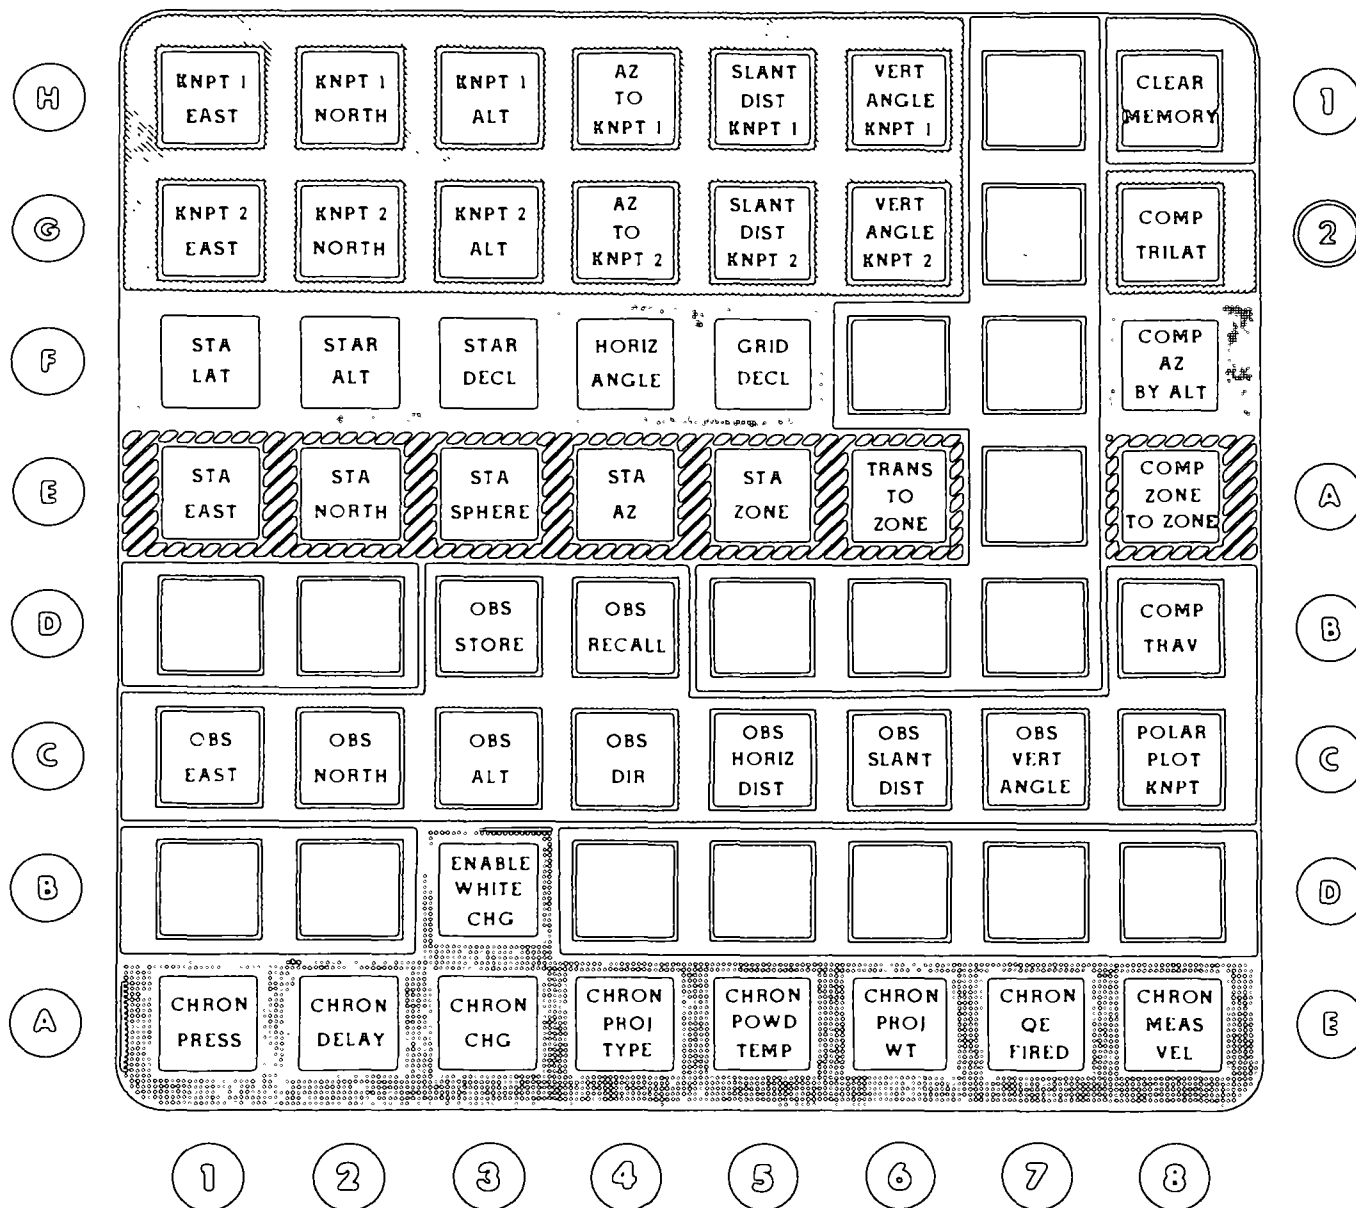 H
KNPT 1
EAST
KNPT 1
NORTH
KNPT 1
ALT
AZ
TO
KNPT 1
SLANT
DIST
KNPT 1
VERT
ANGLE
KNPT 1
CLEAR
MEMORY
1
G
KNPT 2
EAST
KNPT 2
NORTH
KNPT 2
ALT
AZ
TO
KNPT 2
SLANT
DIST
KNPT 2
VERT
ANGLE
KNPT 2
COMP
TRILAT
2
F
STA
LAT
STAR
ALT
STAR
DECL
HORIZ
ANGLE
GRID
DECL
COMP
AZ
BY ALT
E
STA
EAST
STA
NORTH
STA
SPHERE
STA
AZ
STA
ZONE
TRANS
TO
ZONE
COMP
ZONE
TO ZONE
A
D
OBS
STORE
OBS
RECALL
COMP
TRAV
B
C
OBS
EAST
OBS
NORTH
OBS
ALT
OBS
DIR
OBS
HORIZ
DIST
OBS
SLANT
DIST
OBS
VERT
ANGLE
POLAR
PLOT
KNPT
C
B
ENABLE
WHITE
CHG
D
A
CHRON
PRESS
CHRON
DELAY
CHRON
CHG
CHRON
PROJ
TYPE
CHRON
POWD
TEMP
CHRON
PROJ
WT
CHRON
QE
FIRED
CHRON
MEAS
VEL
E
1 2 3 4 5 6 7 8